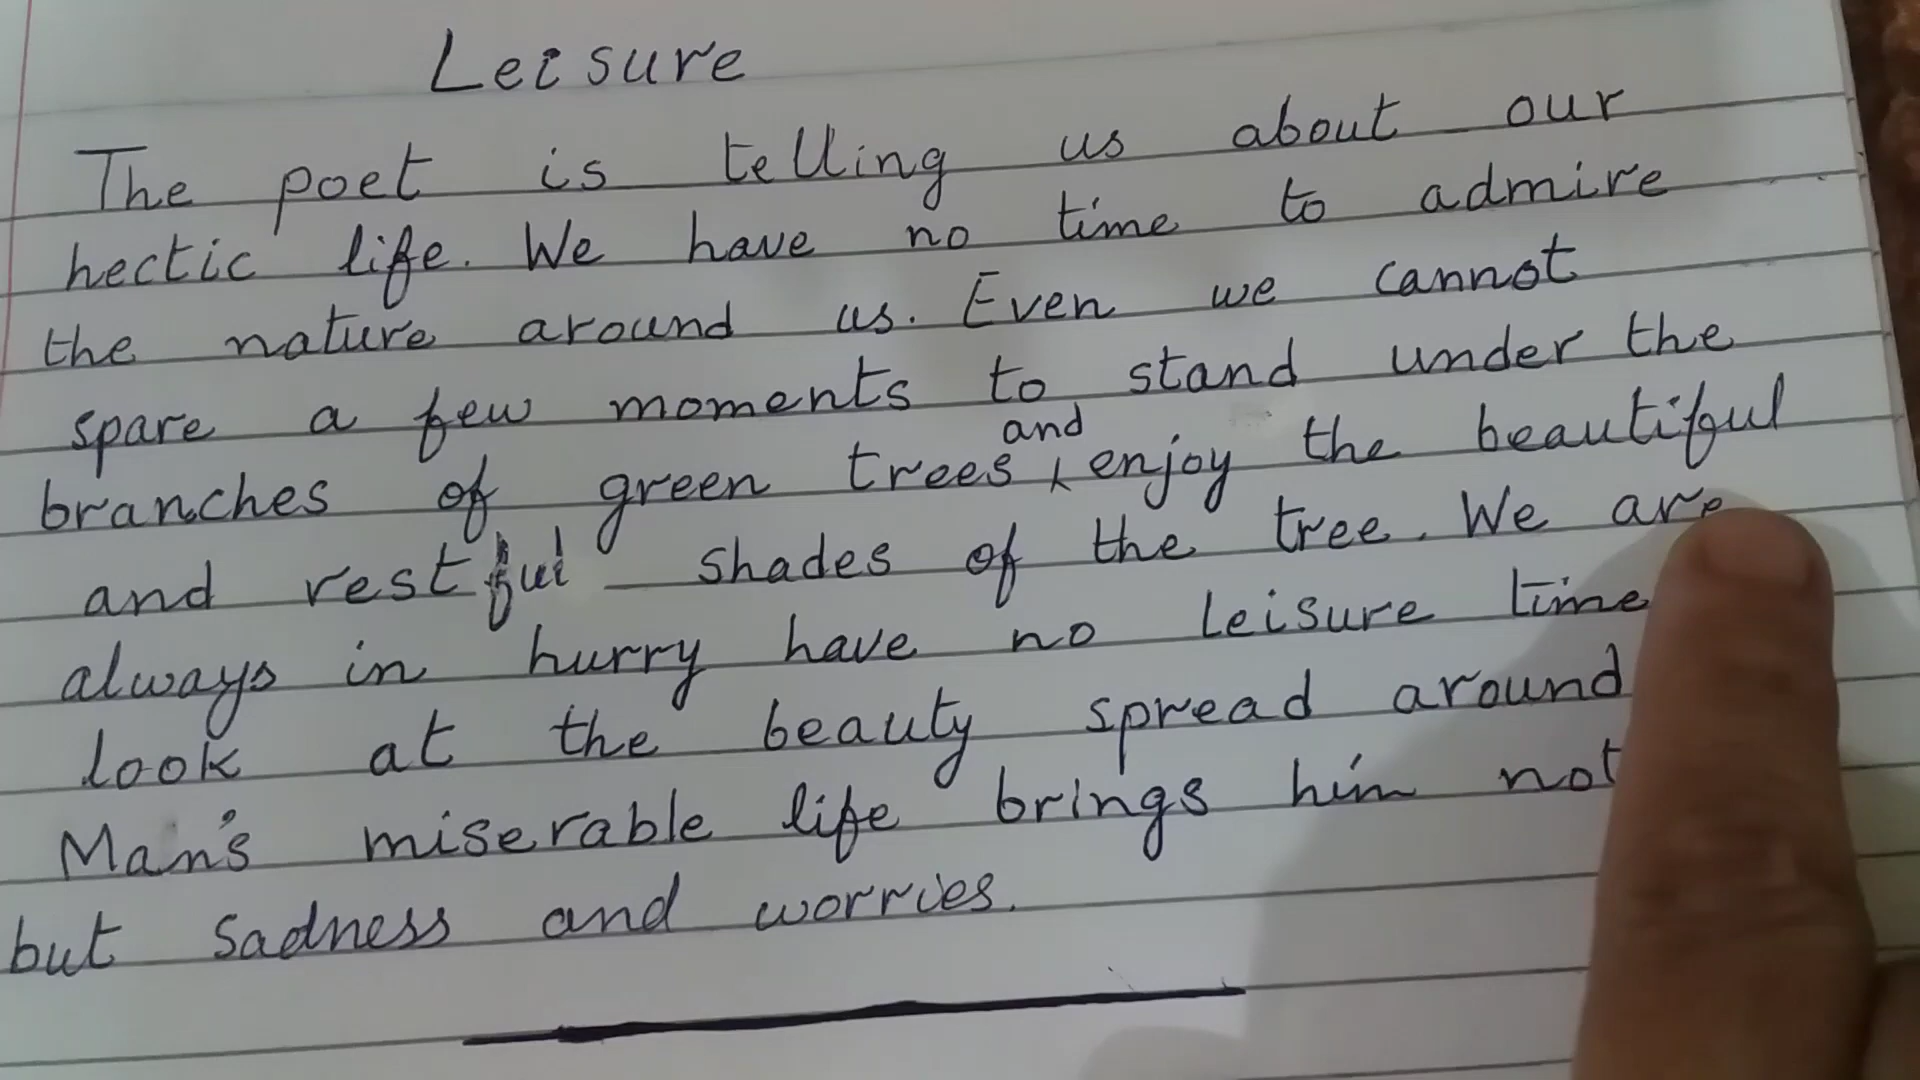 Leisure
The poet is telling us about our
hectic life. We have no time to admire
the nature around us. Even we cannot
spare a few moments to stand under the
branches of green trees and enjoy the beautiful
and restful shades of the tree. We are
always in hurry have no leisure time
look at the beauty spread around
Man's miserable life brings him
but sadness and worries.